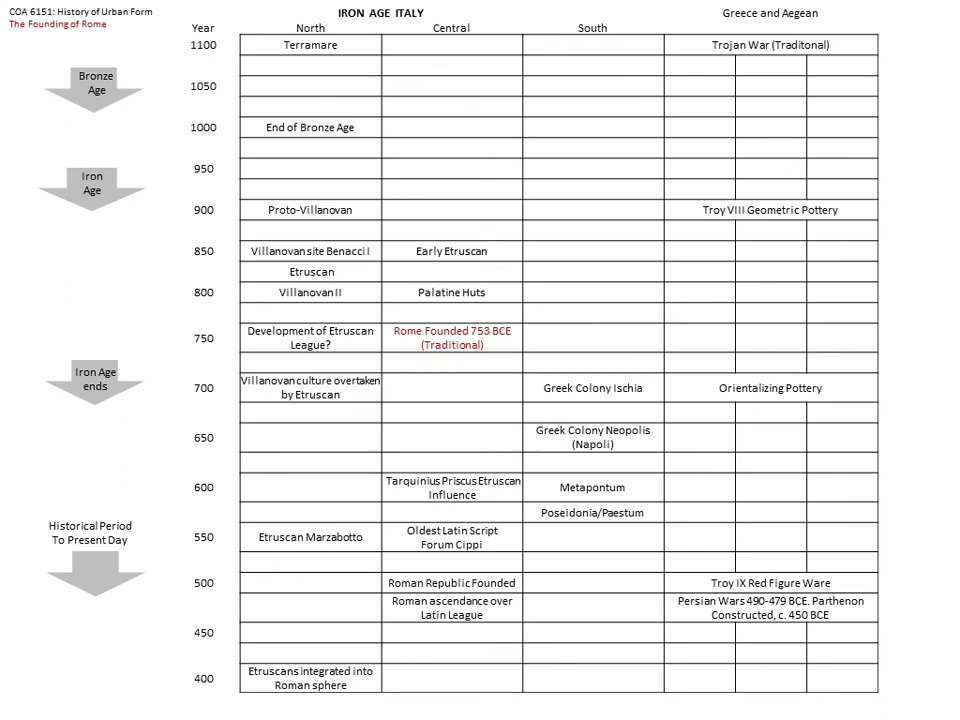 COA 6151: History of Urban Form
The Founding of Rome
IRON AGE ITALY
Greece and Aegean
Year
North
Central
South
1100
Terramare
Trojan War (Traditonal)
Bronze
Age
1050
1000
End of Bronze Age
950
Iron
Age
900
Proto-Villanovan
Troy VIII Geometric Pottery
850
Villanovan site Benacci I
Early Etruscan
Etruscan
800
Villanovan II
Palatine Huts
750
Development of Etruscan
League?
Rome Founded 753 BCE
(Traditional)
Iron Age
ends
700
Villanovan culture overtaken
by Etruscan
Greek Colony Ischia
Orientalizing Pottery
650
Greek Colony Neopolis
(Napoli)
600
Tarquinius Priscus Etruscan
Influence
Metapontum
Poseidonia/Paestum
Historical Period
To Present Day
550
Etruscan Marzabotto
Oldest Latin Script
Forum Cippi
500
Roman Republic Founded
Troy IX Red Figure Ware
Roman ascendance over
Latin League
Persian Wars 490-479 BCE. Parthenon
Constructed, c. 450 BCE
450
400
Etruscans integrated into
Roman sphere